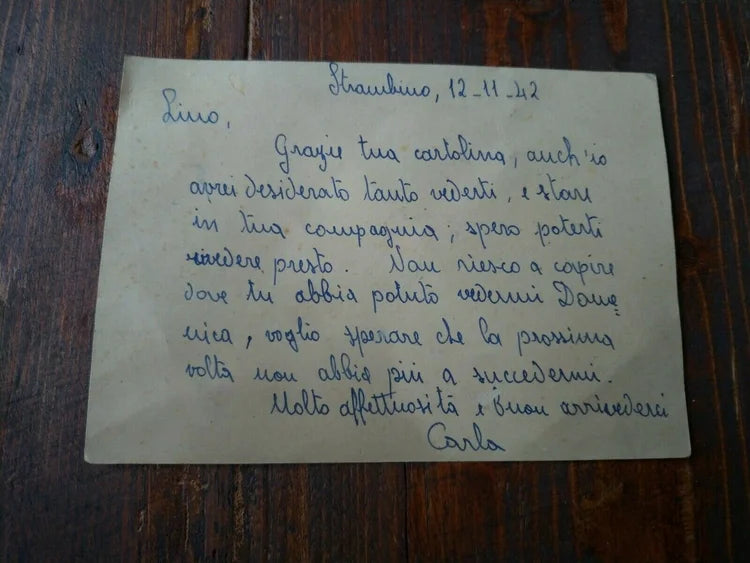 Strambino, 12-11-42
Lino,
Grazie tua cartolina, anch'io
avrei desiderato tanto vederti, e stare
in tua compagnia; spero poterti
rivedere presto. Non riesco a capire
dove tu abbia potuto vedermi Dome=
nica, voglio sperare che la prossima
volta non abbia più a succedermi.
Molto affettuosità e buon arrivederci
Carla